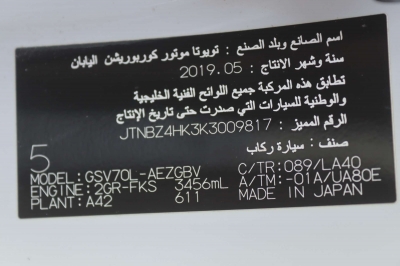 اسم الصانع وبلد الصنع : تويوتا موتور كوربوريشن اليابان
سنة وشهر الانتاج : 2019.05
تطابق هذه المركبة جميع اللوائح الفنية الخليجية
والوطنية للسيارات التي صدرت حتى تاريخ الإنتاج
الرقم المميز : JTNBZ4HK3K3009817
صنف : سيارة ركاب
5
MODEL: GSV70L-AEZGBV C/TR: 089/LA40
ENGINE: 2GR-FKS 3456mL A/TM: -01A/UA80E
PLANT: A42 611 MADE IN JAPAN